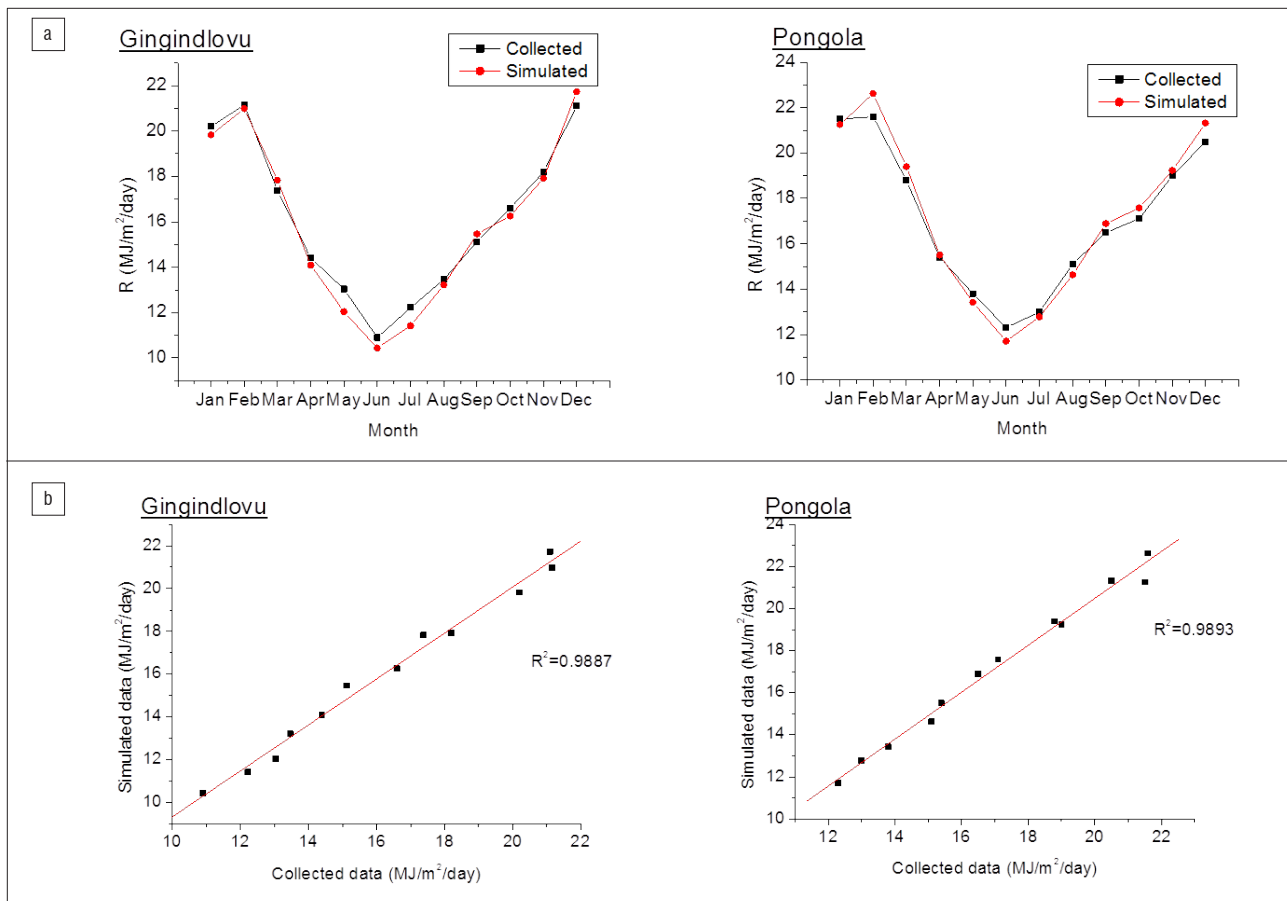 a
Gingindlovu
Collected
Simulated
22
20
18
16
14
12
10
R (MJ/m²/day)
Jan Feb Mar Apr May Jun Jul Aug Sep Oct Nov Dec
Month
Pongola
Collected
Simulated
24
22
20
18
16
14
12
10
R (MJ/m²/day)
Jan Feb Mar Apr May Jun Jul Aug Sep Oct Nov Dec
Month
b
Gingindlovu
22
20
18
16
14
12
10
Simulated data (MJ/m²/day)
R²=0.9887
10 12 14 16 18 20 22
Collected data (MJ/m²/day)
Pongola
24
22
20
18
16
14
12
10
Simulated data (MJ/m²/day)
R²=0.9893
12 14 16 18 20 22
Collected data (MJ/m²/day)